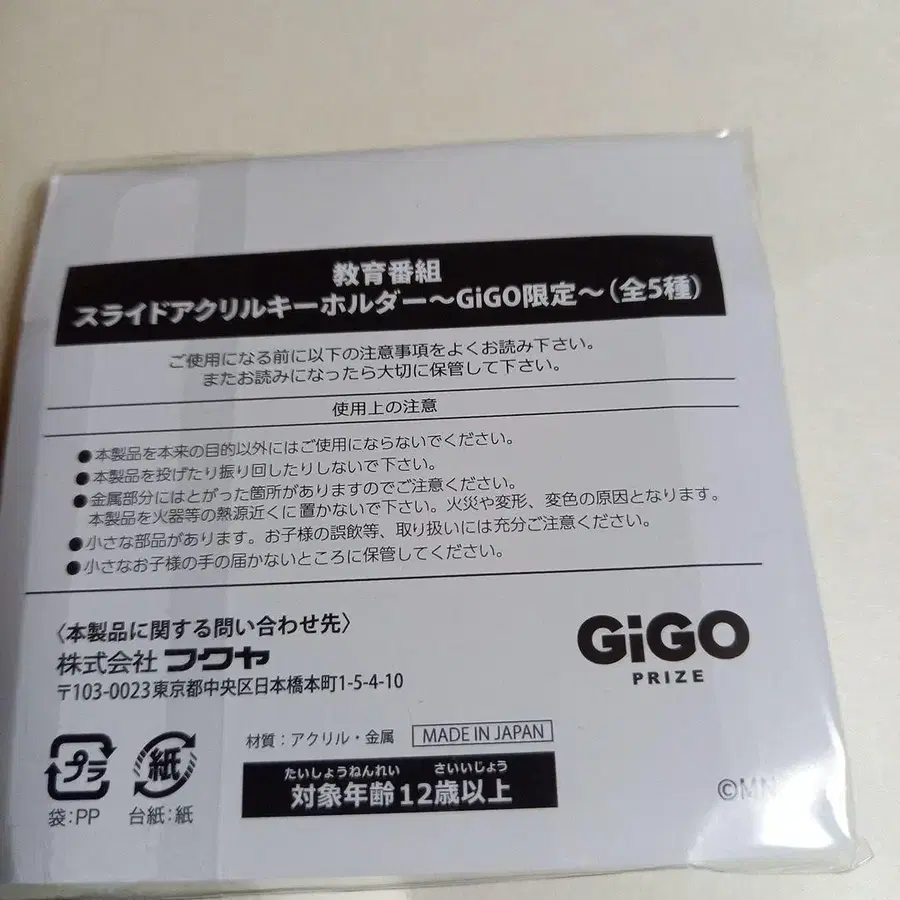 教育番組
スライドアクリルキーホルダー～GiGO限定～(全5種)
ご使用になる前に以下の注意事項をよくお読み下さい。
またお読みになったら大切に保管して下さい。
使用上の注意
●本製品を本来の目的以外にはご使用にならないでください。
●本製品を投げたり振り回したりしないで下さい。
●金属部分にはとがった箇所がありますのでご注意ください。
本製品を火器等の熱源近くに置かないで下さい。火災や変形、変色の原因となります。
●小さな部品があります。お子様の誤飲等、取り扱いには充分ご注意ください。
●小さなお子様の手の届かないところに保管してください。
〈本製品に関する問い合わせ先〉
株式会社 フクヤ
〒103-0023東京都中央区日本橋本町1-5-4-10
GiGO
PRIZE
材質：アクリル・金属
MADE IN JAPAN
プラ
袋:PP
紙
台紙:紙
たいしょうねんれい さいいじょう
対象年齢12歳以上